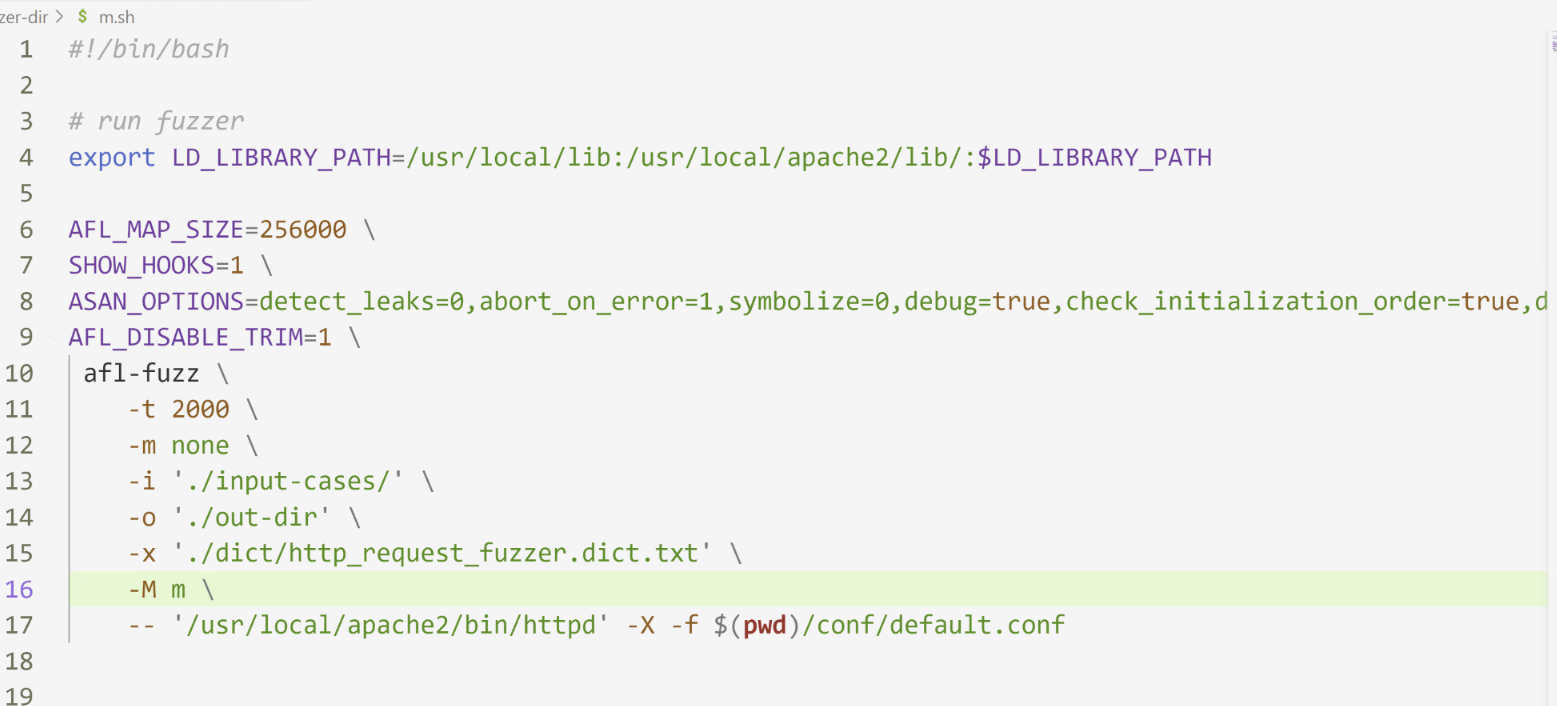 zer-dir > $ m.sh
1 #!/bin/bash
2
3 # run fuzzer
4 export LD_LIBRARY_PATH=/usr/local/lib:/usr/local/apache2/lib/:$LD_LIBRARY_PATH
5
6 AFL_MAP_SIZE=256000 \
7 SHOW_HOOKS=1 \
8 ASAN_OPTIONS=detect_leaks=0,abort_on_error=1,symbolize=0,debug=true,check_initialization_order=true,d
9 AFL_DISABLE_TRIM=1 \
10 afl-fuzz \
11 -t 2000 \
12 -m none \
13 -i './input-cases/' \
14 -o './out-dir' \
15 -x './dict/http_request_fuzzer.dict.txt' \
16 -M m \
17 -- '/usr/local/apache2/bin/httpd' -X -f $(pwd)/conf/default.conf
18
19